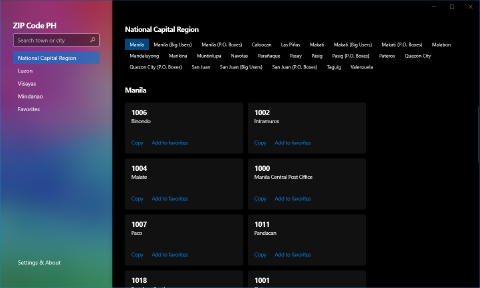 ZIP Code PH
Search town or city
National Capital Region
Luzon
Visayas
Mindanao
Favorites
Settings & About
National Capital Region
Manila Manila (Big Users) Manila (P.O. Boxes) Caloocan Las Piñas Makati Makati (Big Users) Makati (P.O. Boxes) Malabon
Mandaluyong Marikina Muntinlupa Navotas Parañaque Pasay Pasig Pasig (P.O. Boxes) Pateros Quezon City
Quezon City (P.O. Boxes) San Juan San Juan (Big Users) San Juan (P.O. Boxes) Taguig Valenzuela
Manila
1006 1002
Binondo Intramuros
Copy Add to favorites Copy Add to favorites
1004 1000
Malate Manila Central Post Office
Copy Add to favorites Copy Add to favorites
1007 1011
Paco Pandacan
Copy Add to favorites Copy Add to favorites
1018 1001